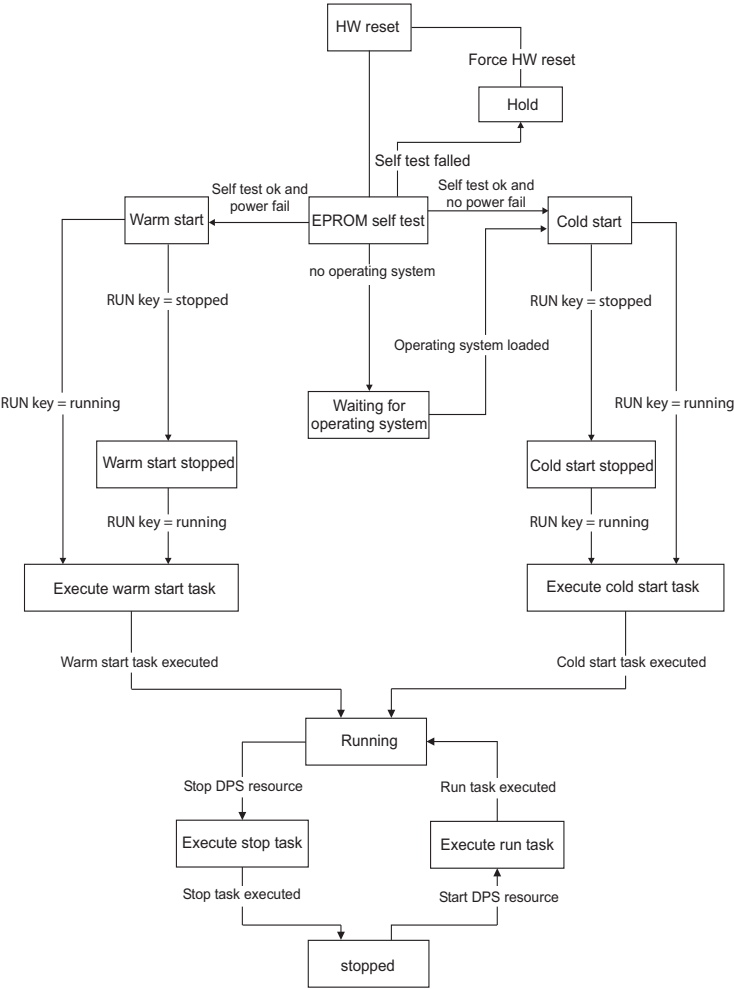 HW reset
Force HW reset
Hold
Self test falled
Self test ok and
power fail
Self test ok and
no power fail
Warm start
EPROM self test
Cold start
no operating system
RUN key = stopped
RUN key = stopped
Operating system loaded
RUN key = running
Waiting for
operating system
RUN key = running
Warm start stopped
Cold start stopped
RUN key = running
RUN key = running
Execute warm start task
Execute cold start task
Warm start task executed
Cold start task executed
Running
Stop DPS resource
Run task executed
Execute stop task
Execute run task
Stop task executed
Start DPS resource
stopped